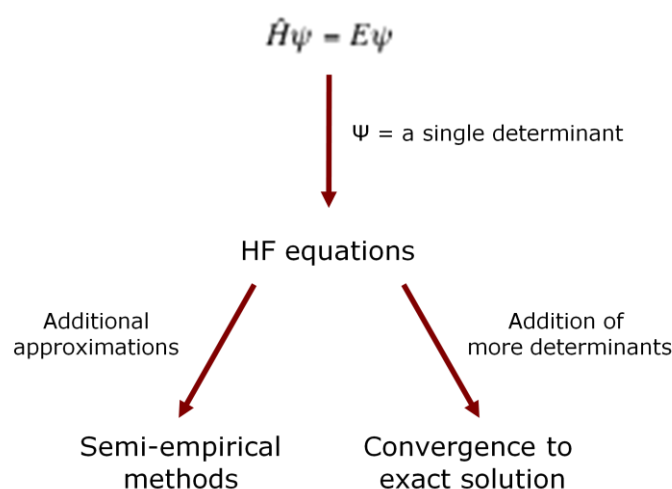 Ĥψ = Eψ
Ψ = a single determinant
HF equations
Additional
approximations
Addition of
more determinants
Semi-empirical
methods
Convergence to
exact solution